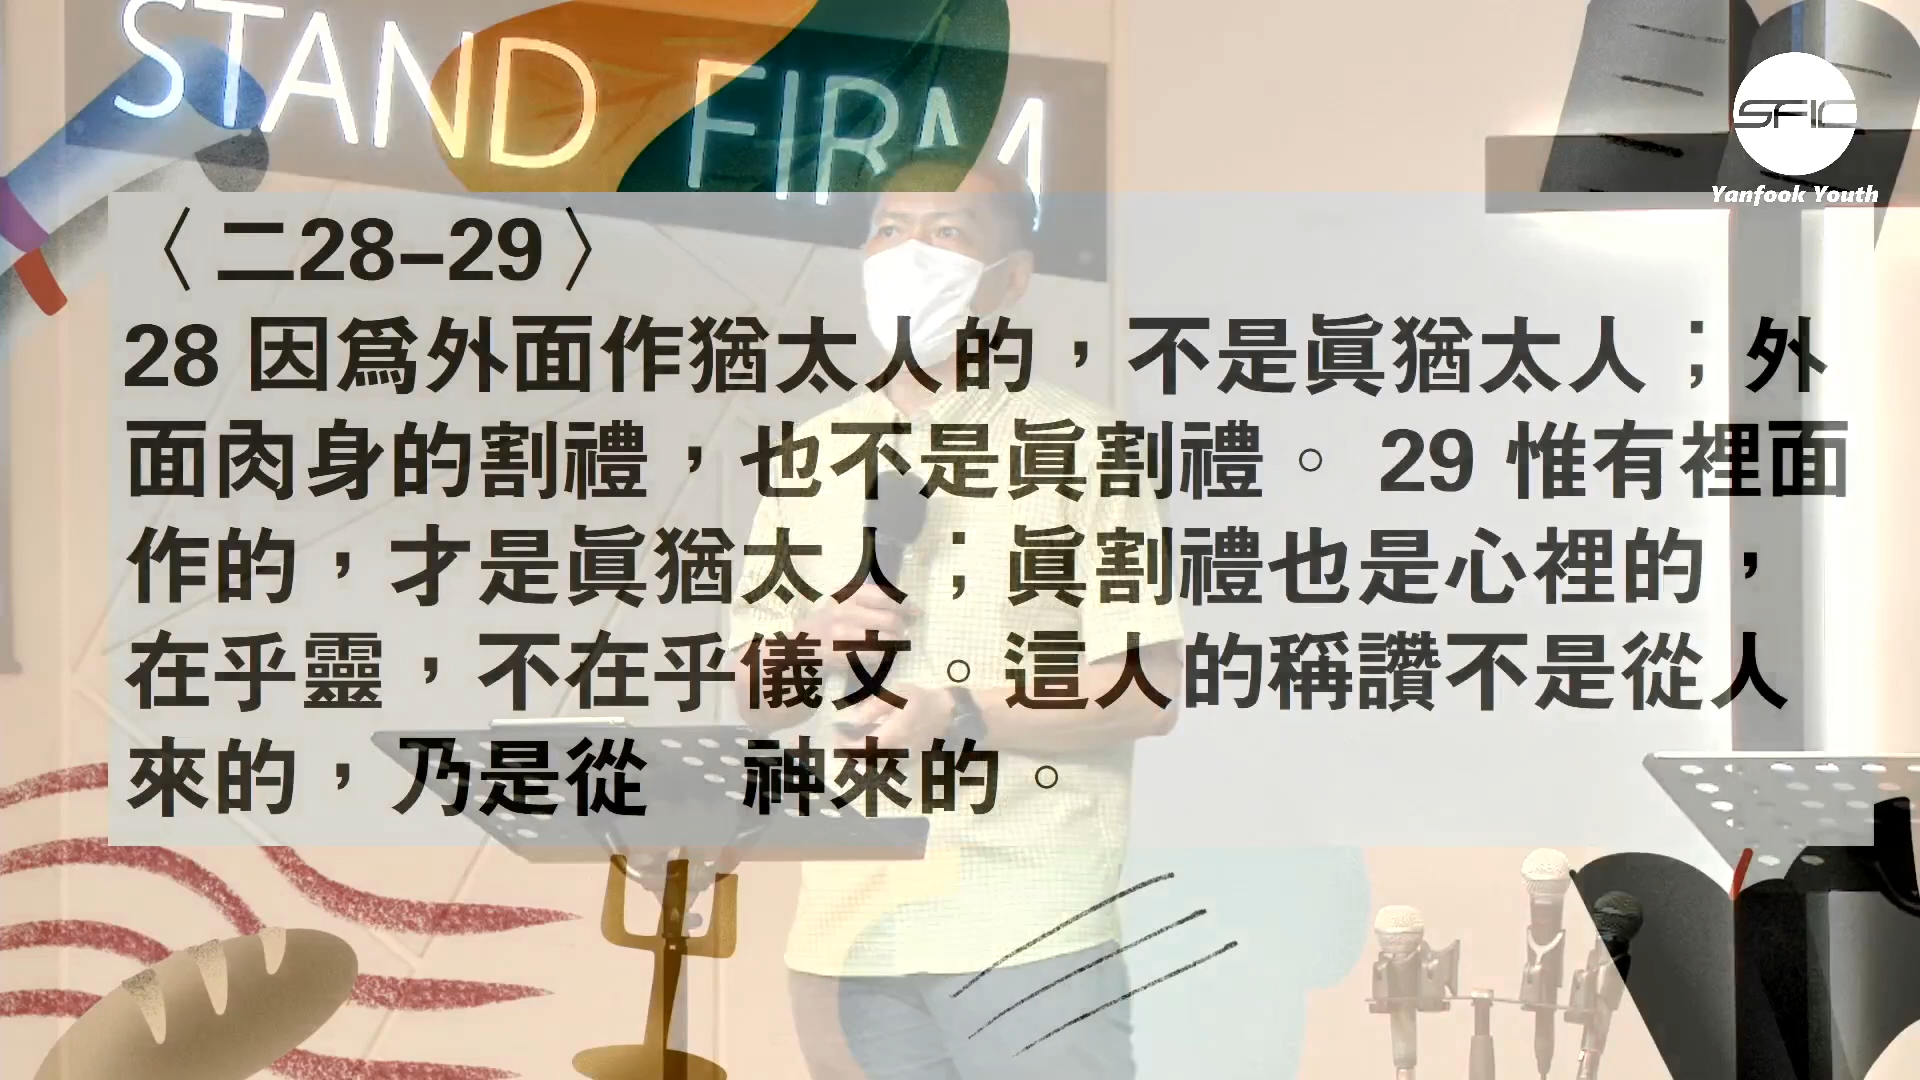 STAND FIRM
SFIC
Yanfook Youth
〈 二28–29 〉
28 因爲外面作猶太人的，不是眞猶太人；外
面肉身的割禮，也不是眞割禮。 29 惟有裡面
作的，才是眞猶太人；眞割禮也是心裡的，
在乎靈，不在乎儀文。這人的稱讚不是從人
來的，乃是從　神來的。